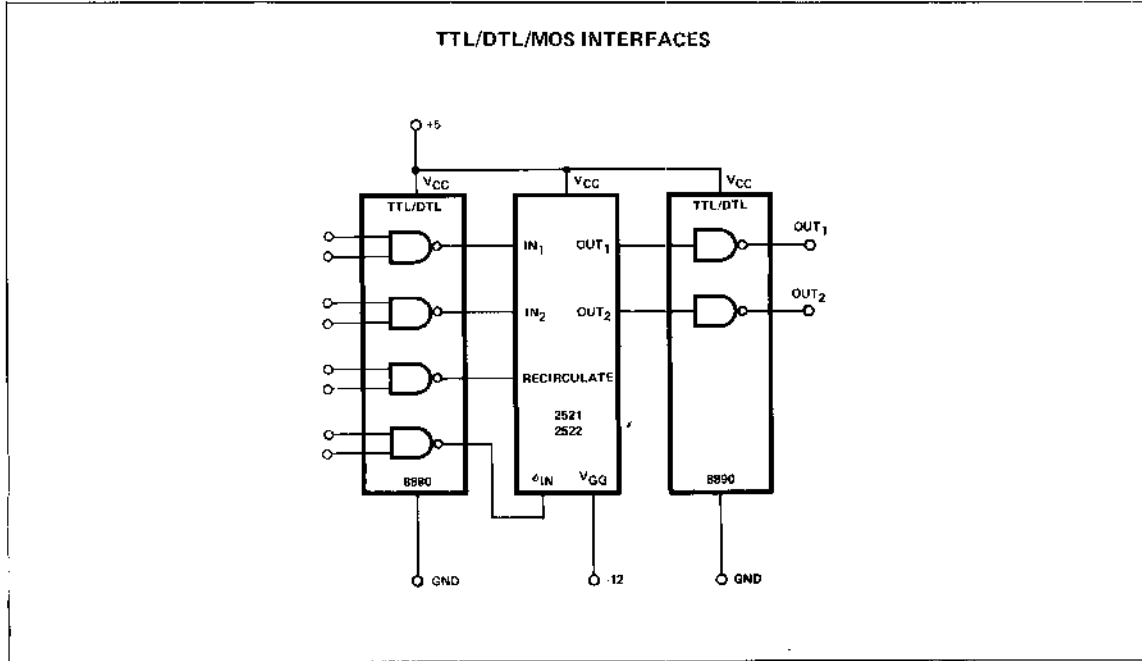 TTL/DTL/MOS INTERFACES
+5
VCC
VCC
VCC
TTL/DTL
TTL/DTL
IN1
OUT1
OUT1
IN2
OUT2
OUT2
RECIRCULATE
2521
2522
8880
ϕIN
VGG
8890
GND
-12
GND